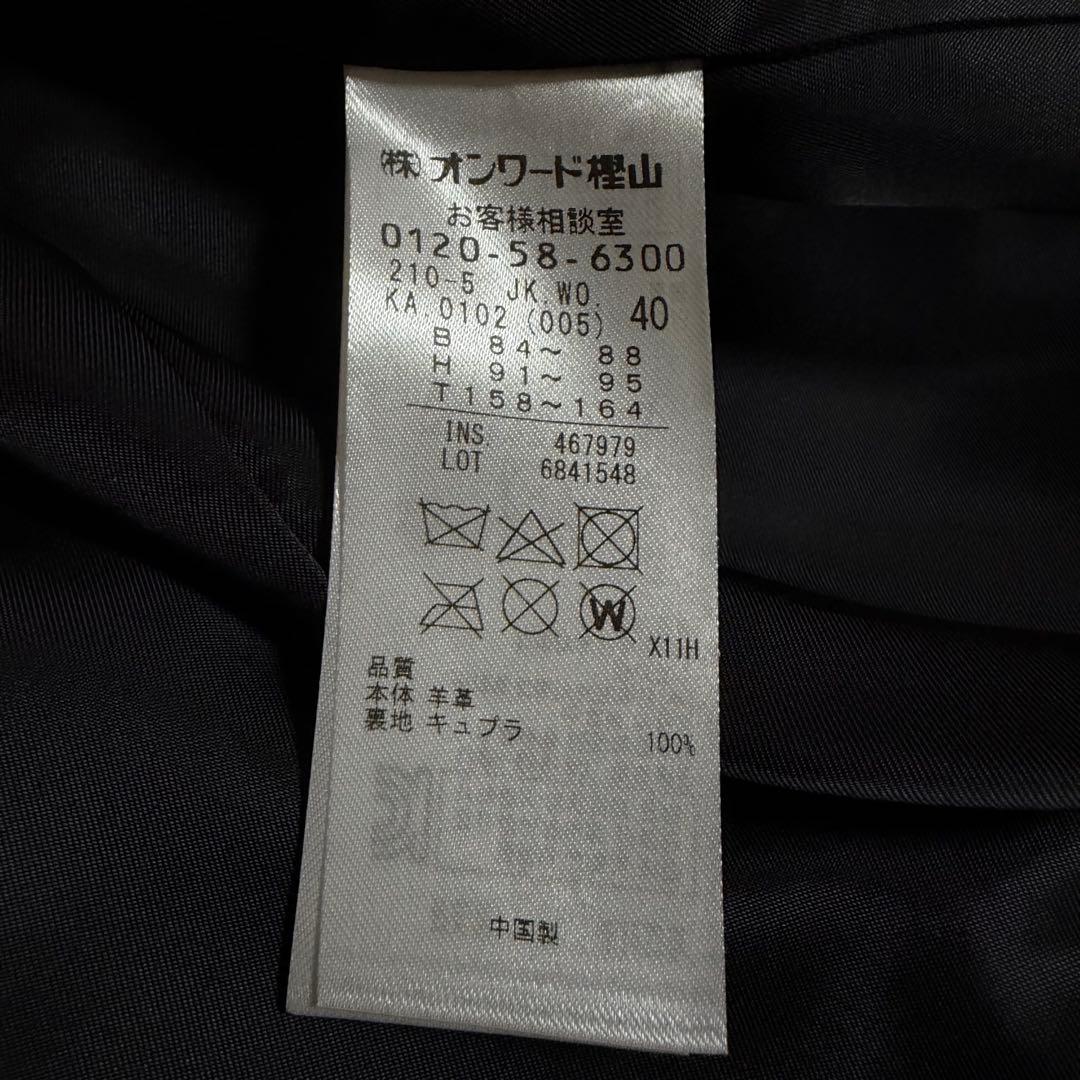 (株)オンワード樫山
お客様相談室
0120-58-6300
210-5 JK.WO.
KA.0102(005) 40
B 84～88
H 91～95
T158～164
INS 467979
LOT 6841548
W
X11H
品質
本体 羊革
裏地 キュプラ 100%
中国製